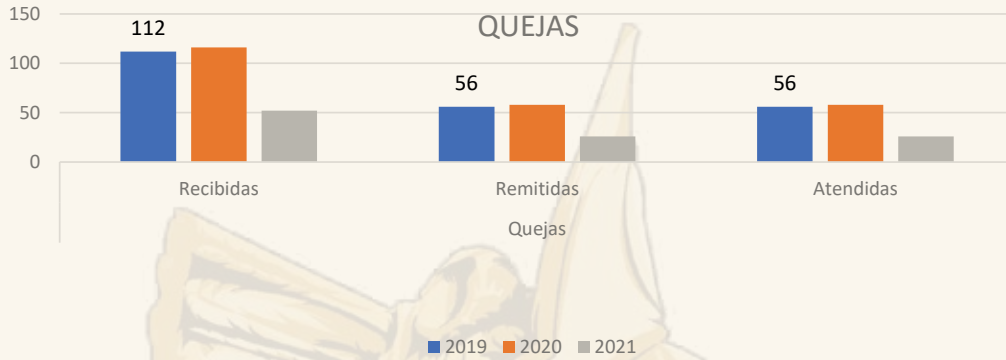 QUEJAS
150
100
50
0
112
56
56
Recibidas
Remitidas
Atendidas
Quejas
2019
2020
2021